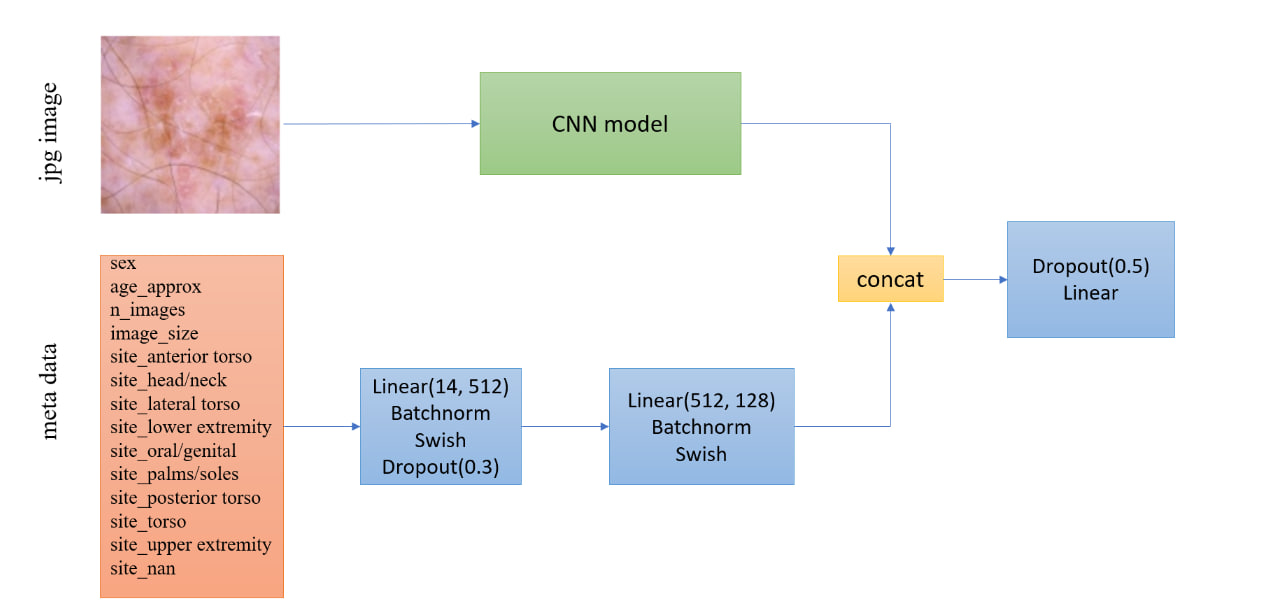 jpg image
CNN model
concat
Dropout(0.5)
Linear
meta data
sex
age_approx
n_images
image_size
site_anterior torso
site_head/neck
site_lateral torso
site_lower extremity
site_oral/genital
site_palms/soles
site_posterior torso
site_torso
site_upper extremity
site_nan
Linear(14, 512)
Batchnorm
Swish
Dropout(0.3)
Linear(512, 128)
Batchnorm
Swish